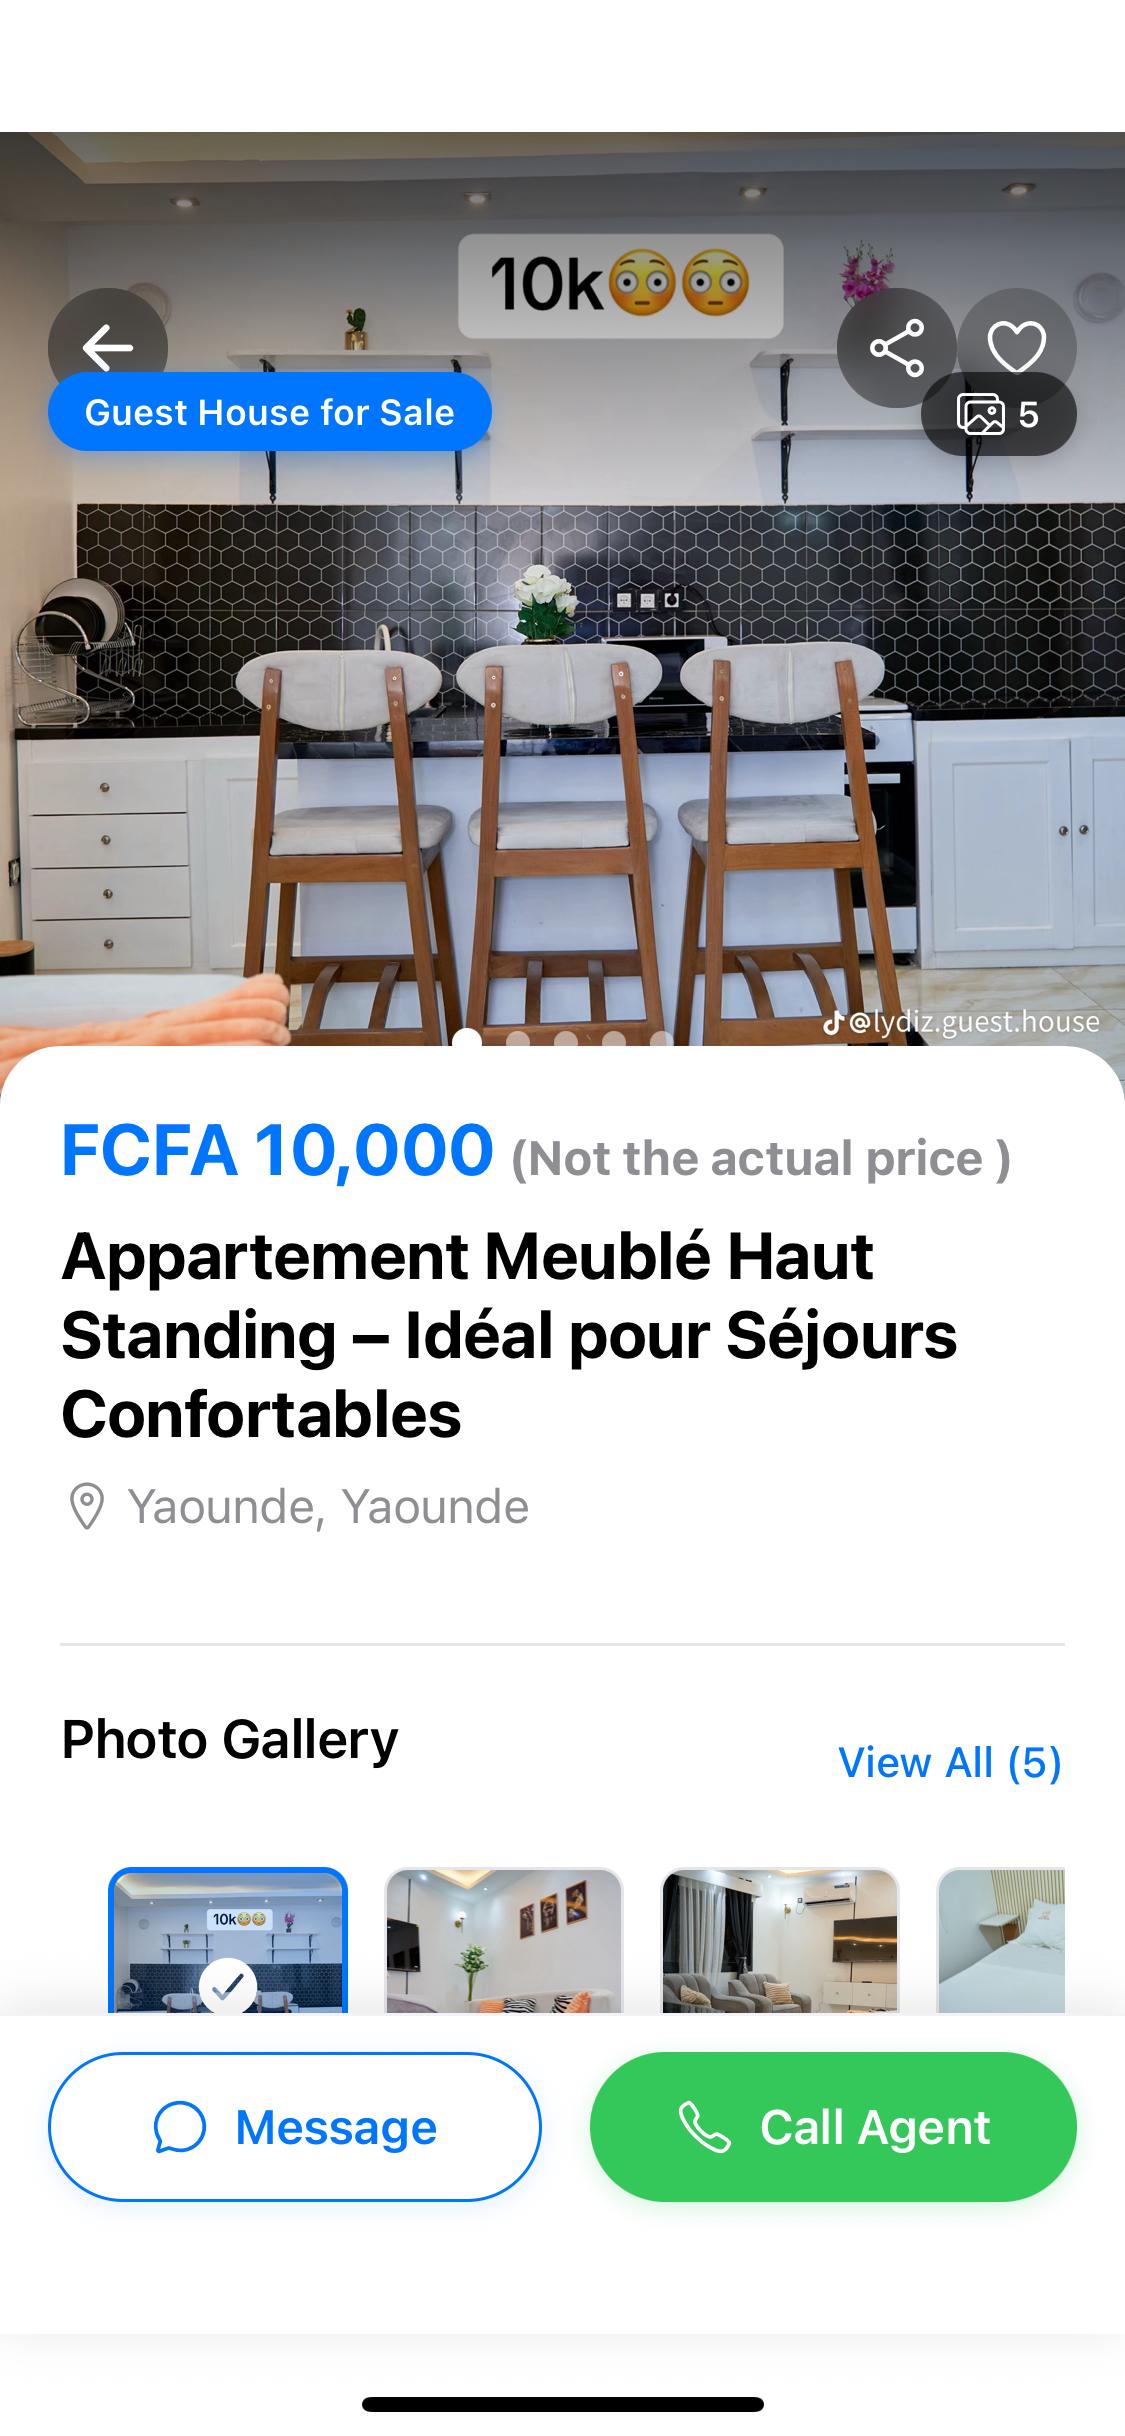 10k😳😳
Guest House for Sale
5
@lydiz.guest.house
FCFA 10,000 (Not the actual price )
Appartement Meublé Haut
Standing – Idéal pour Séjours
Confortables
Yaounde, Yaounde
Photo Gallery
View All (5)
10k😳😳
Message
Call Agent